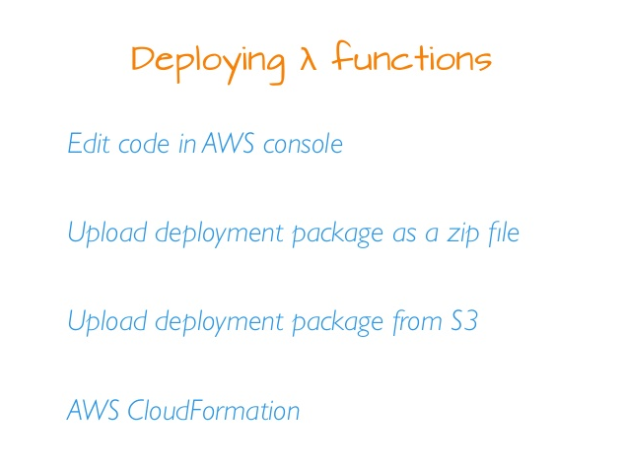 Deploying λ functions
Edit code in AWS console
Upload deployment package as a zip file
Upload deployment package from S3
AWS CloudFormation